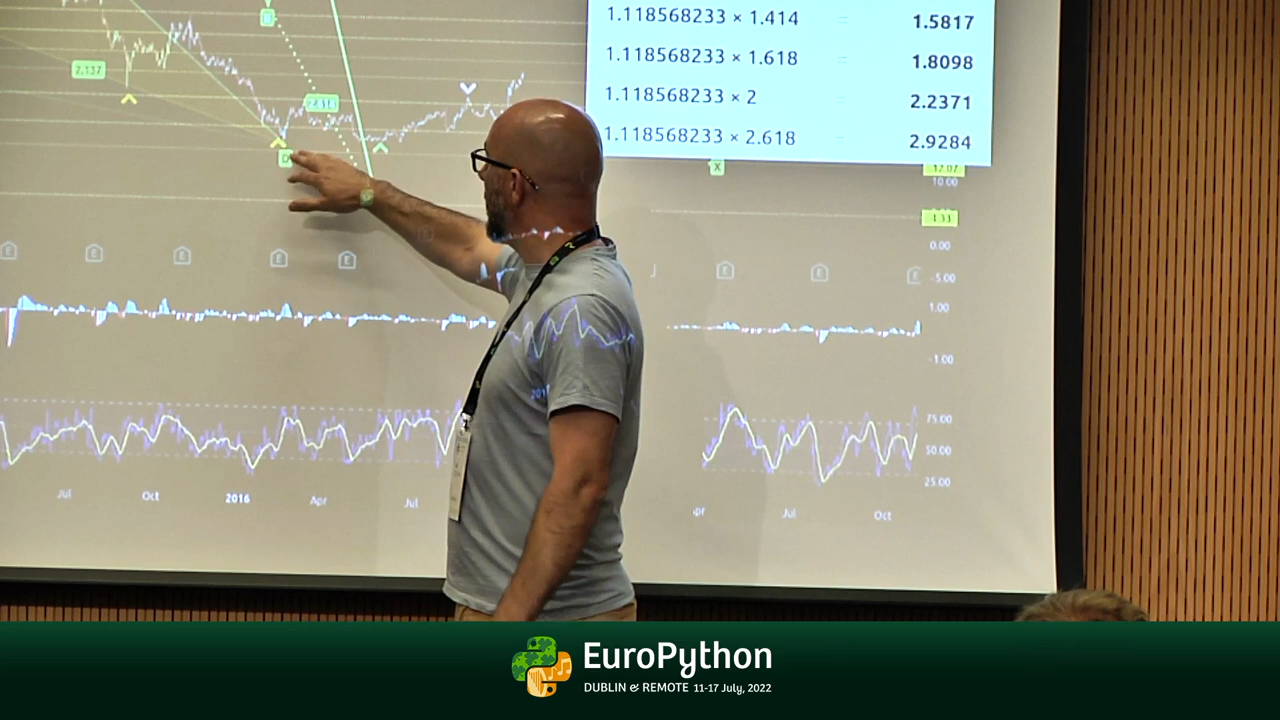 1.118568233 × 1.414 = 1.5817
1.118568233 × 1.618 = 1.8098
1.118568233 × 2 = 2.2371
1.118568233 × 2.618 = 2.9284
2.137
X
12.07
10.00
1.33
0.00
-5.00
E E E E E E E E
1.00
-1.00
75.00
50.00
25.00
Jul Oct 2016 Apr Jul
Jul Oct
EuroPython
DUBLIN & REMOTE 11-17 July, 2022